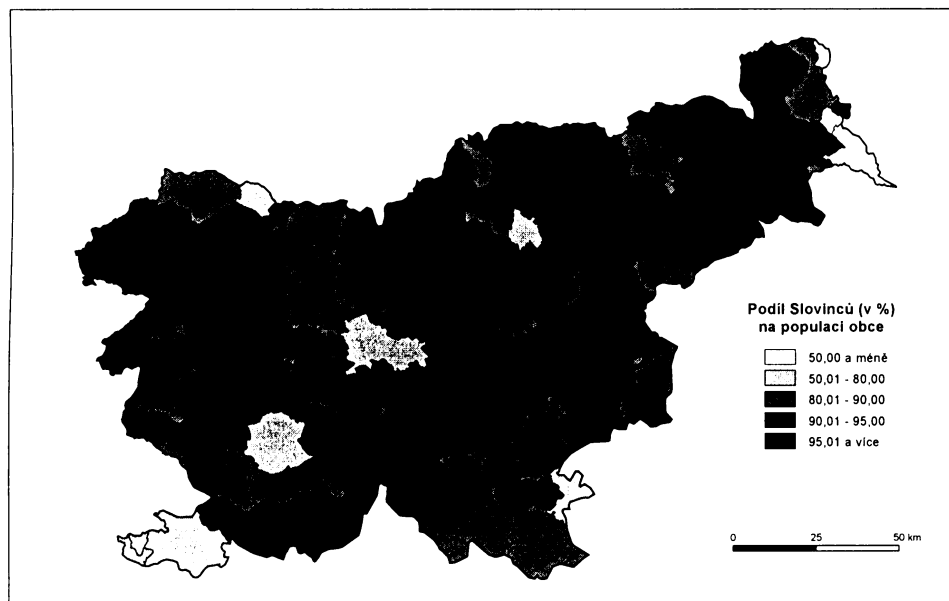 Podíl Slovinců (v %)
na populaci obce
50,00 a méně
50,01 - 80,00
80,01 - 90,00
90,01 - 95,00
95,01 a více
0 25 50 km